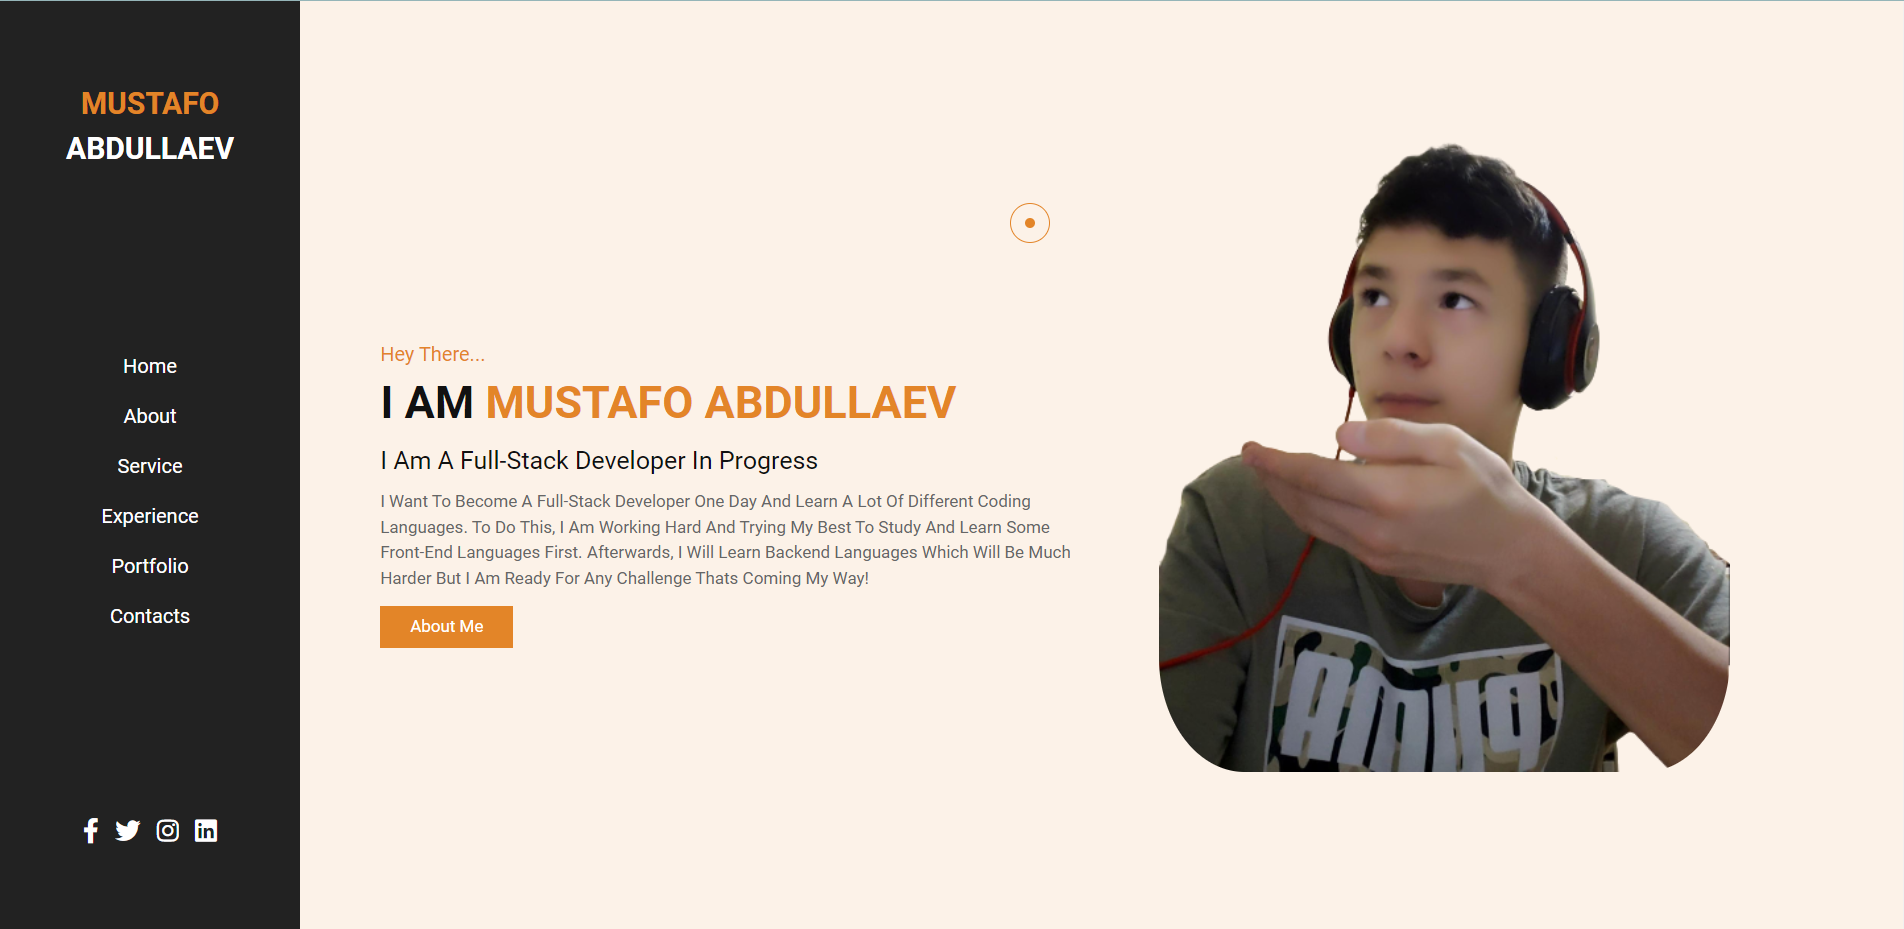 MUSTAFO
ABDULLAEV
Home
About
Service
Experience
Portfolio
Contacts
Hey There...
I AM MUSTAFO ABDULLAEV
I Am A Full-Stack Developer In Progress
I Want To Become A Full-Stack Developer One Day And Learn A Lot Of Different Coding
Languages. To Do This, I Am Working Hard And Trying My Best To Study And Learn Some
Front-End Languages First. Afterwards, I Will Learn Backend Languages Which Will Be Much
Harder But I Am Ready For Any Challenge Thats Coming My Way!
About Me